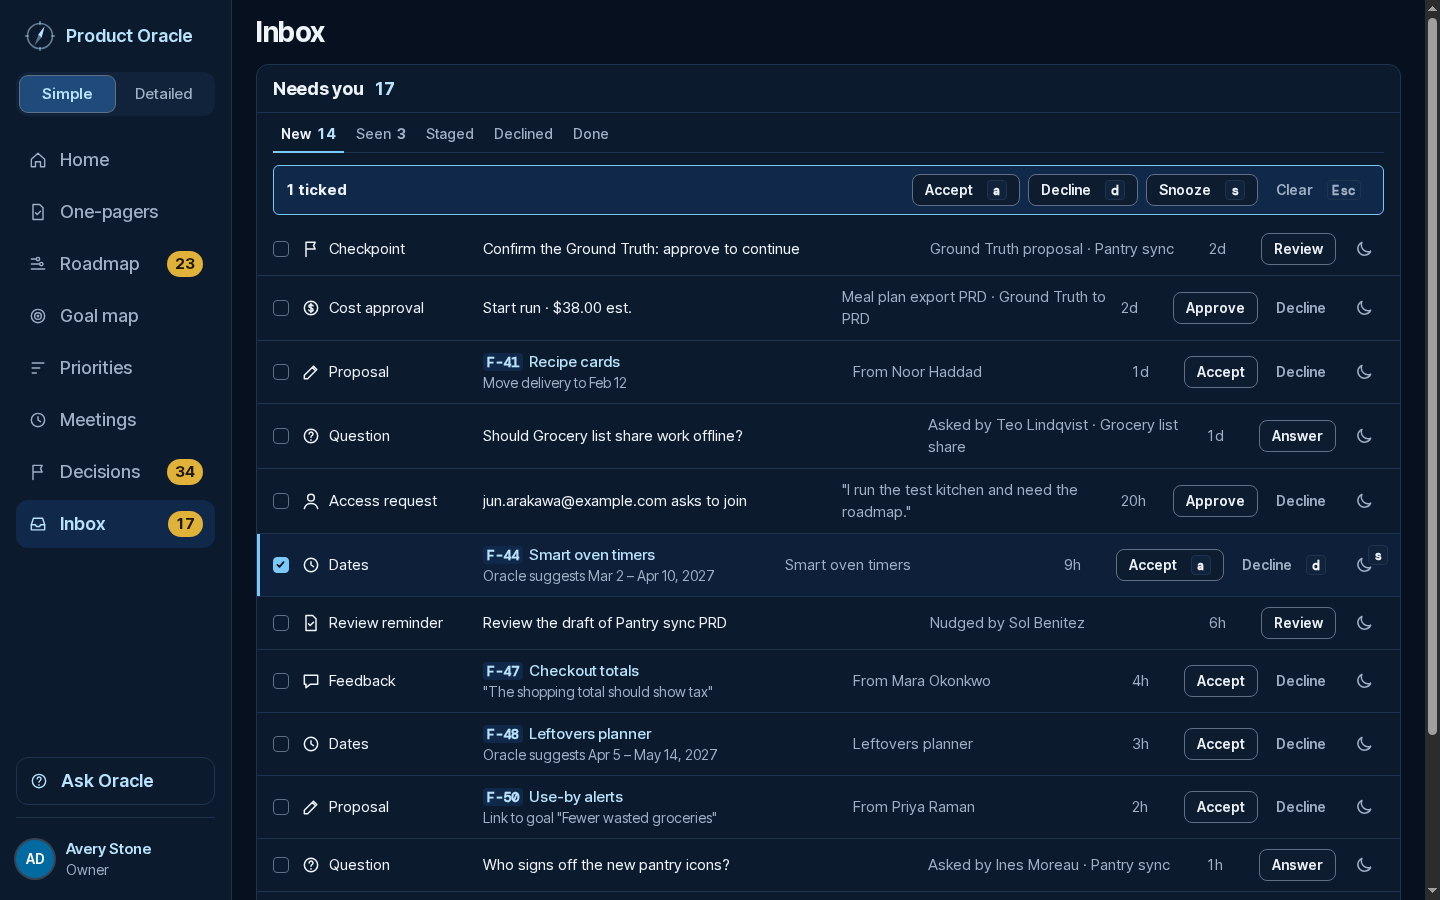 Product Oracle
Simple
Detailed
Home
One-pagers
Roadmap 23
Goal map
Priorities
Meetings
Decisions 34
Inbox 17
Ask Oracle
AD
Avery Stone
Owner
Inbox
Needs you 17
New 14 Seen 3 Staged Declined Done
1 ticked Accept a Decline d Snooze s Clear Esc
Checkpoint Confirm the Ground Truth: approve to continue Ground Truth proposal · Pantry sync 2d Review
Cost approval Start run · $38.00 est. Meal plan export PRD · Ground Truth to
PRD 2d Approve Decline
Proposal F-41 Recipe cards
Move delivery to Feb 12 From Noor Haddad 1d Accept Decline
Question Should Grocery list share work offline? Asked by Teo Lindqvist · Grocery list
share 1d Answer
Access request jun.arakawa@example.com asks to join "I run the test kitchen and need the
roadmap." 20h Approve Decline
Dates F-44 Smart oven timers
Oracle suggests Mar 2 – Apr 10, 2027 Smart oven timers 9h Accept a Decline d s
Review reminder Review the draft of Pantry sync PRD Nudged by Sol Benitez 6h Review
Feedback F-47 Checkout totals
"The shopping total should show tax" From Mara Okonkwo 4h Accept Decline
Dates F-48 Leftovers planner
Oracle suggests Apr 5 – May 14, 2027 Leftovers planner 3h Accept Decline
Proposal F-50 Use-by alerts
Link to goal "Fewer wasted groceries" From Priya Raman 2h Accept Decline
Question Who signs off the new pantry icons? Asked by Ines Moreau · Pantry sync 1h Answer